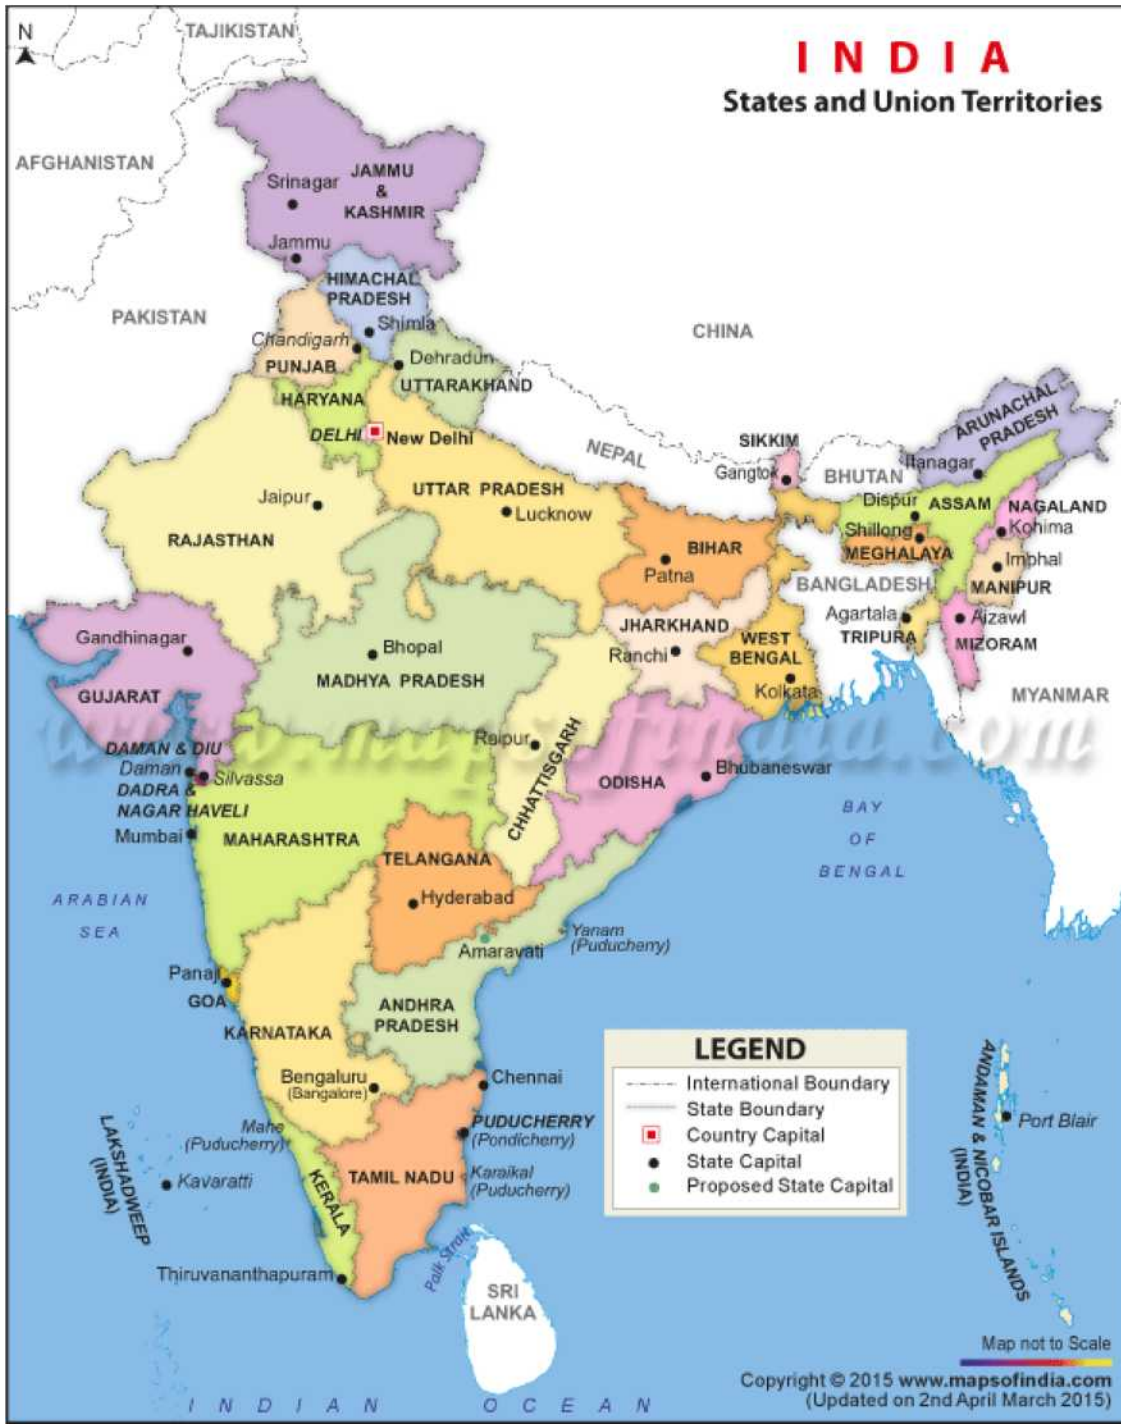 N
TAJIKISTAN
INDIA
States and Union Territories
AFGHANISTAN
JAMMU
&
KASHMIR
Srinagar
Jammu
HIMACHAL
PRADESH
PAKISTAN
CHINA
Shimla
Chandigarh
PUNJAB
Dehradun
UTTARAKHAND
HARYANA
DELHI
New Delhi
ARUNACHAL
PRADESH
SIKKIM
NEPAL
Gangtok
BHUTAN
Itanagar
UTTAR PRADESH
Lucknow
Jaipur
RAJASTHAN
Dispur
ASSAM
NAGALAND
Kohima
Shillong
MEGHALAYA
BIHAR
Patna
Imphal
MANIPUR
BANGLADESH
Agartala
TRIPURA
Aizawl
MIZORAM
JHARKHAND
Ranchi
WEST
BENGAL
Kolkata
Gandhinagar
GUJARAT
Bhopal
MADHYA PRADESH
MYANMAR
www.mapsofindia.com
Raipur
CHHATTISGARH
ODISHA
Bhubaneswar
DAMAN & DIU
Daman
Silvassa
DADRA &
NAGAR HAVELI
Mumbai
MAHARASHTRA
TELANGANA
Hyderabad
BAY
OF
BENGAL
ARABIAN
SEA
Yanam
(Puducherry)
Amaravati
Panaji
GOA
KARNATAKA
ANDHRA
PRADESH
Bengaluru
(Bangalore)
Chennai
Mahe
(Puducherry)
PUDUCHERRY
(Pondicherry)
TAMIL NADU
Karaikal
(Puducherry)
KERALA
LAKSHADWEEP
(INDIA)
Kavaratti
Thiruvananthapuram
Palk Strait
SRI
LANKA
LEGEND
International Boundary
State Boundary
Country Capital
State Capital
Proposed State Capital
ANDAMAN & NICOBAR ISLANDS
(INDIA)
Port Blair
INDIAN OCEAN
Map not to Scale
Copyright © 2015 www.mapsofindia.com
(Updated on 2nd April March 2015)